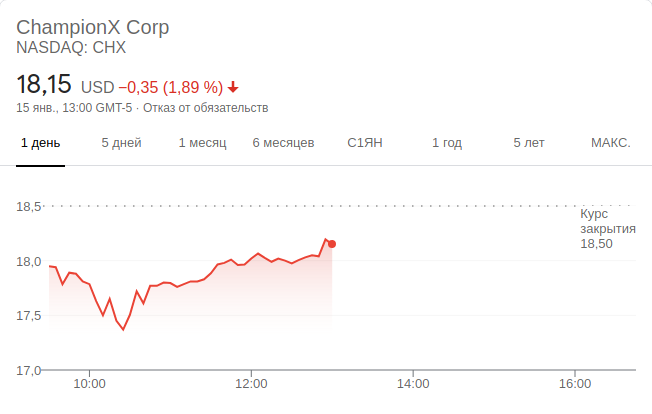 ChampionX Corp
NASDAQ: CHX
18,15 USD −0,35 (1,89 %)
15 янв., 13:00 GMT-5 · Отказ от обязательств
1 день 5 дней 1 месяц 6 месяцев С1ЯН 1 год 5 лет МАКС.
18,5
Курс
закрытия
18,50
18,0
17,5
17,0
10:00 12:00 14:00 16:00